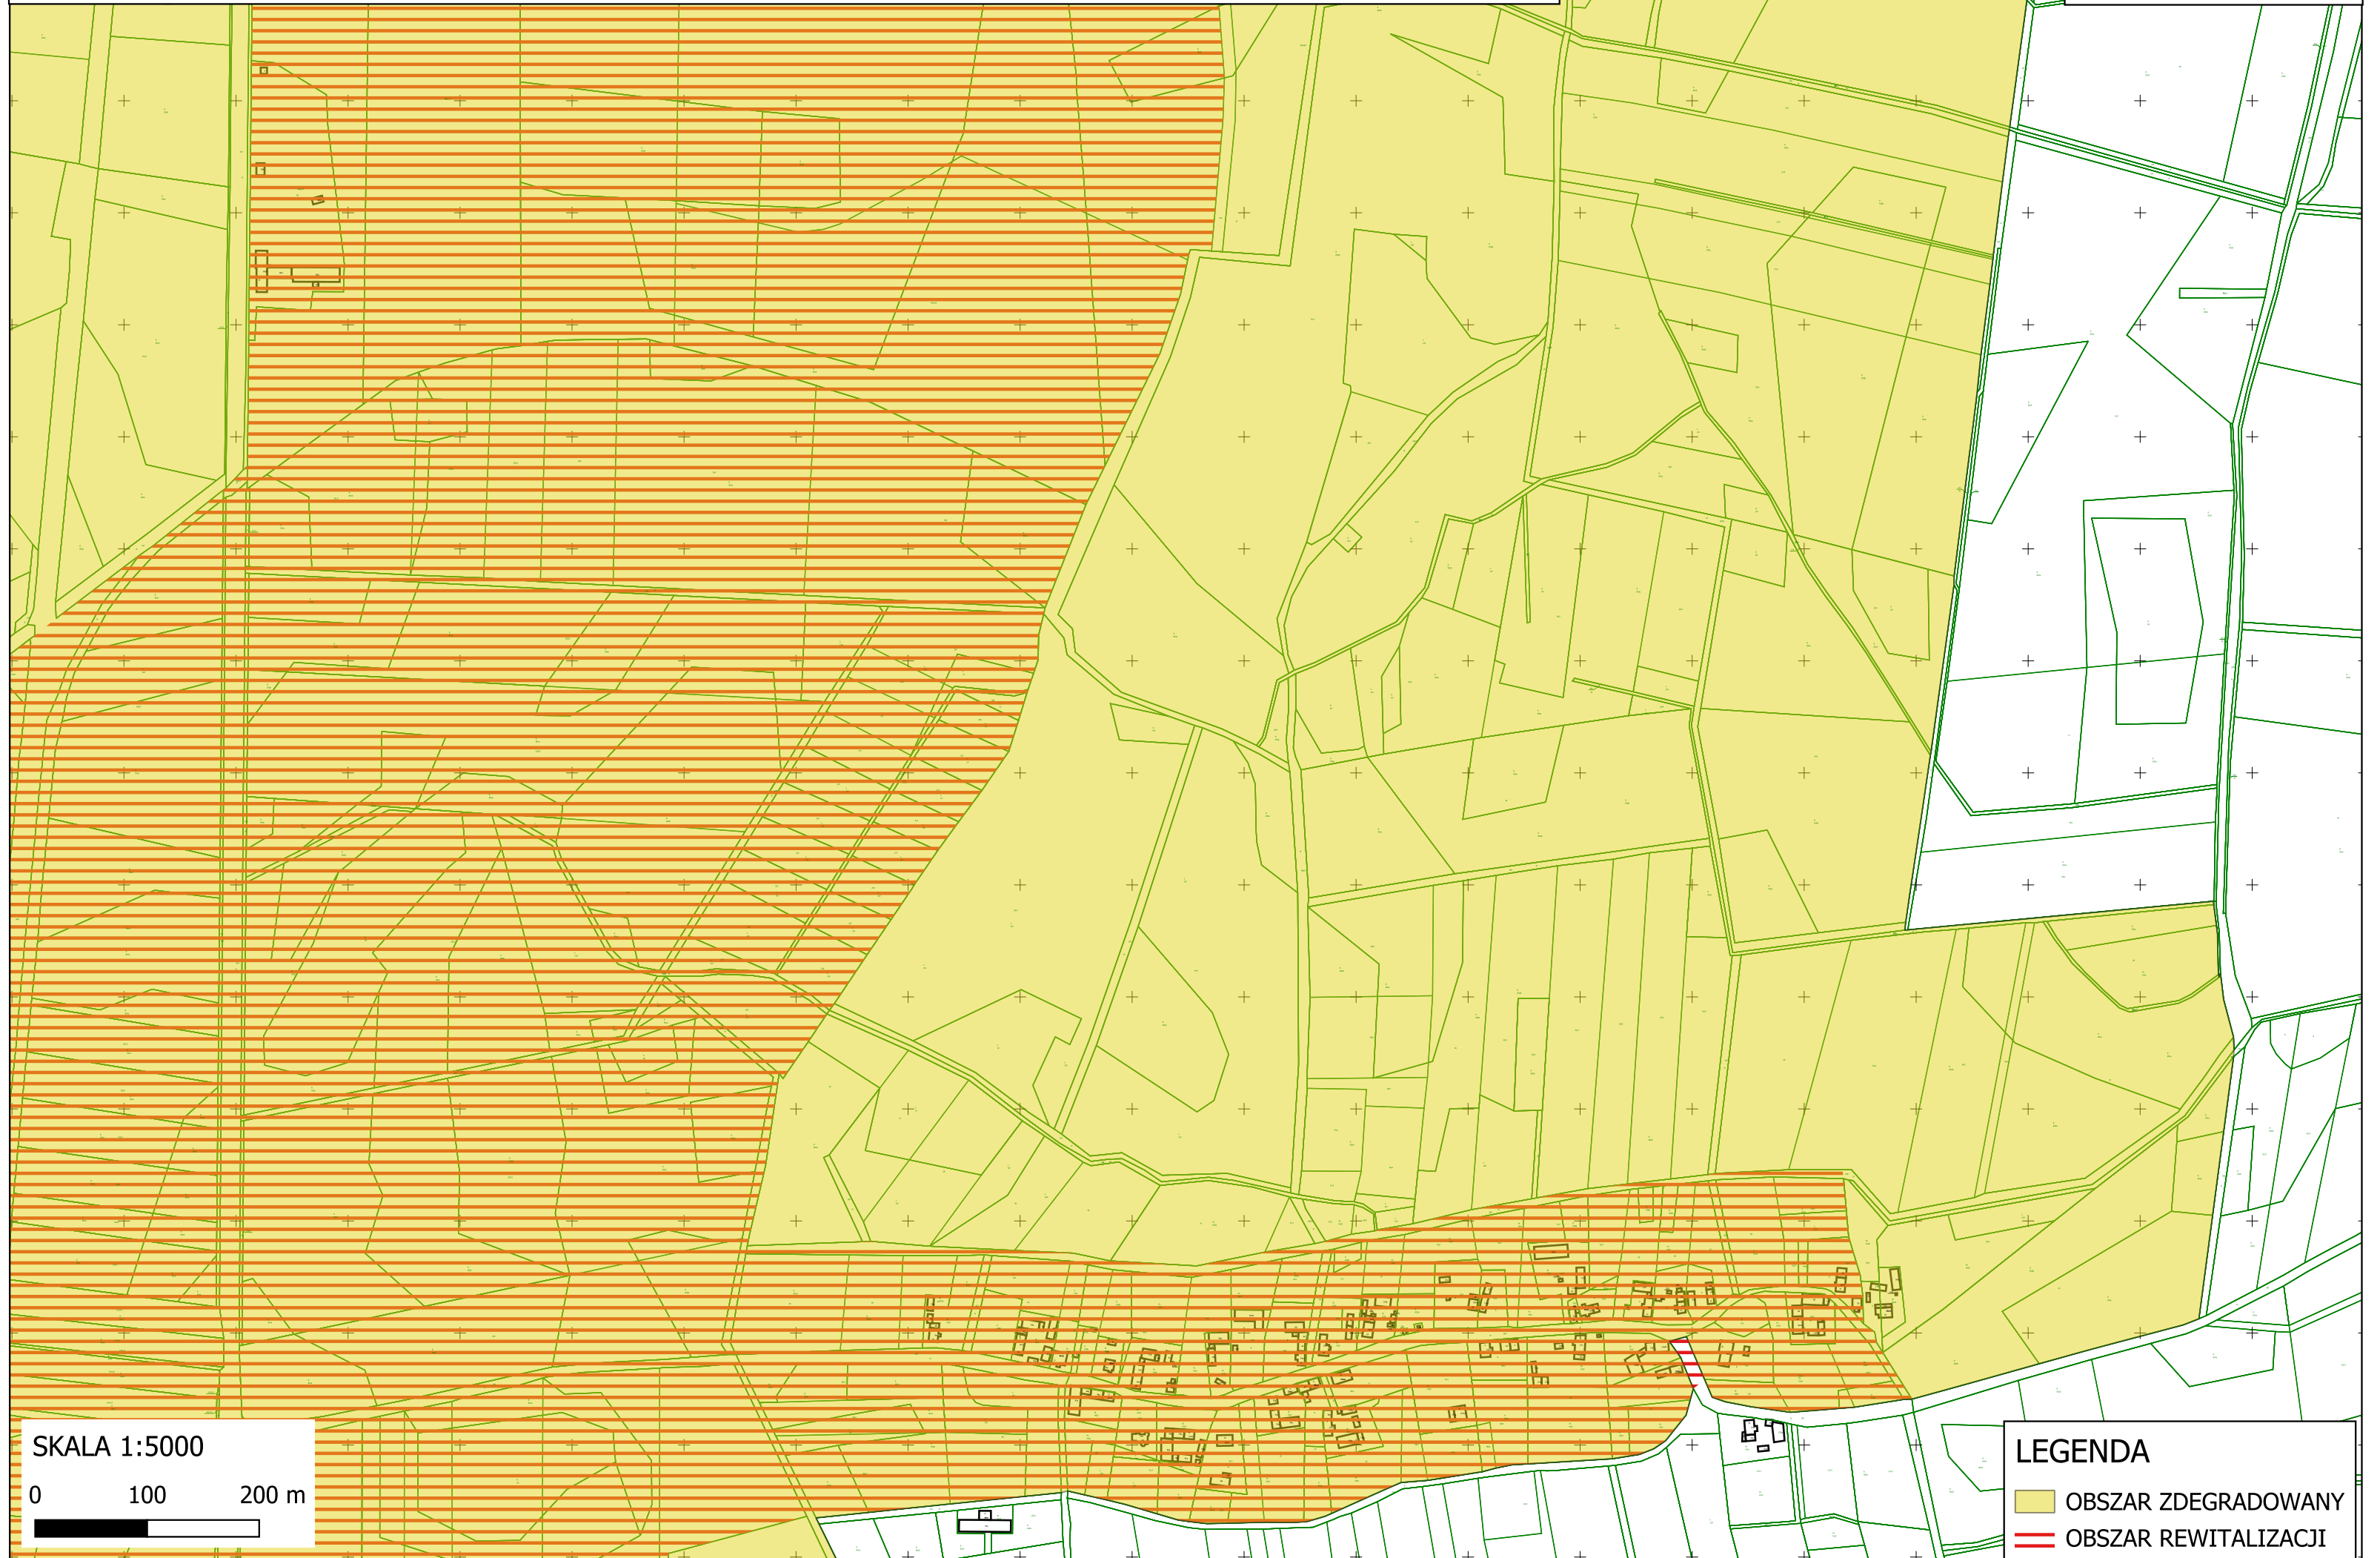 SKALA 1:5000
0 100 200 m
LEGENDA
OBSZAR ZDEGRADOWANY
OBSZAR REWITALIZACJI